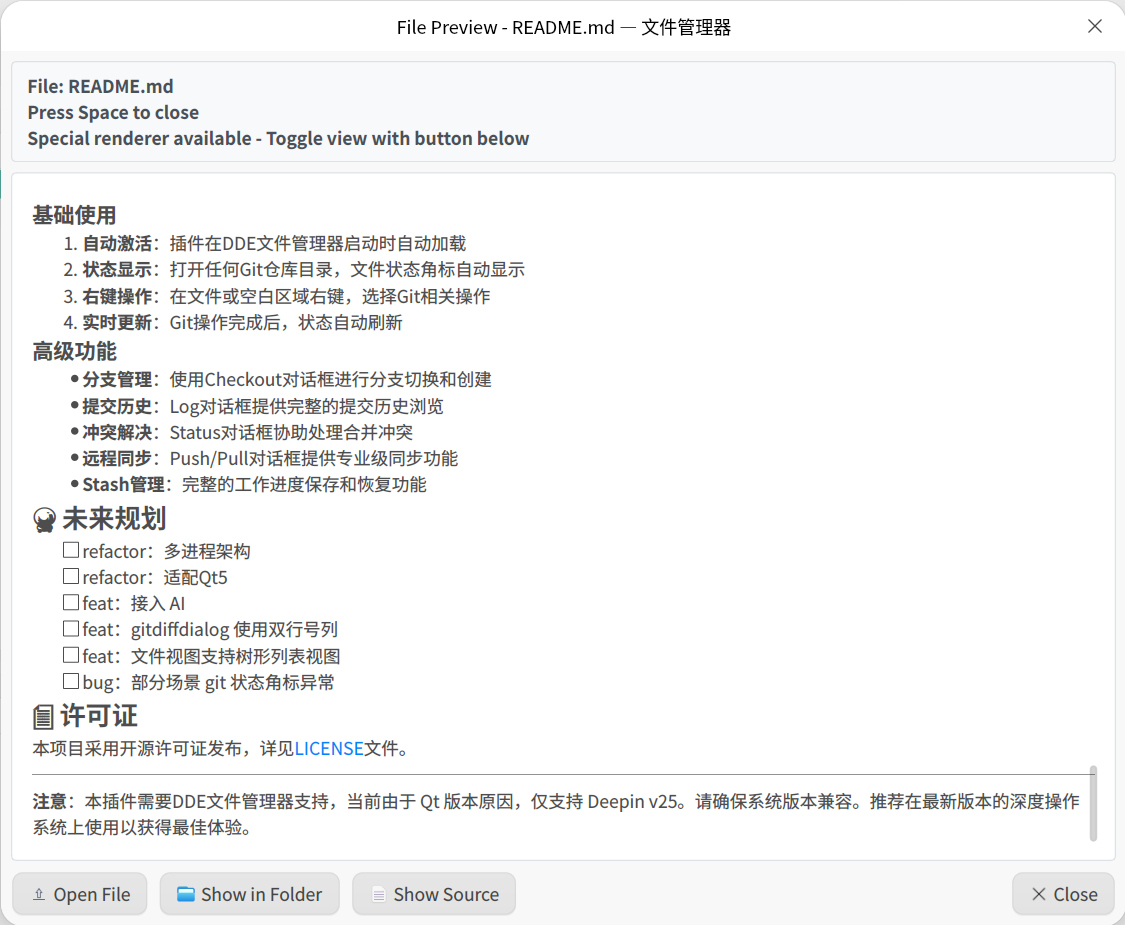 File Preview - README.md — 文件管理器
File: README.md
Press Space to close
Special renderer available - Toggle view with button below
基础使用
1. 自动激活：插件在DDE文件管理器启动时自动加载
2. 状态显示：打开任何Git仓库目录，文件状态角标自动显示
3. 右键操作：在文件或空白区域右键，选择Git相关操作
4. 实时更新：Git操作完成后，状态自动刷新
高级功能
•分支管理：使用Checkout对话框进行分支切换和创建
•提交历史：Log对话框提供完整的提交历史浏览
•冲突解决：Status对话框协助处理合并冲突
•远程同步：Push/Pull对话框提供专业级同步功能
•Stash管理：完整的工作进度保存和恢复功能
🔮 未来规划
☐ refactor：多进程架构
☐ refactor：适配Qt5
☐ feat：接入 AI
☐ feat：gitdiffdialog 使用双行号列
☐ feat：文件视图支持树形列表视图
☐ bug：部分场景 git 状态角标异常
📄 许可证
本项目采用开源许可证发布，详见LICENSE文件。
注意：本插件需要DDE文件管理器支持，当前由于 Qt 版本原因，仅支持 Deepin v25。请确保系统版本兼容。推荐在最新版本的深度操作
系统上使用以获得最佳体验。
Open File
Show in Folder
Show Source
Close